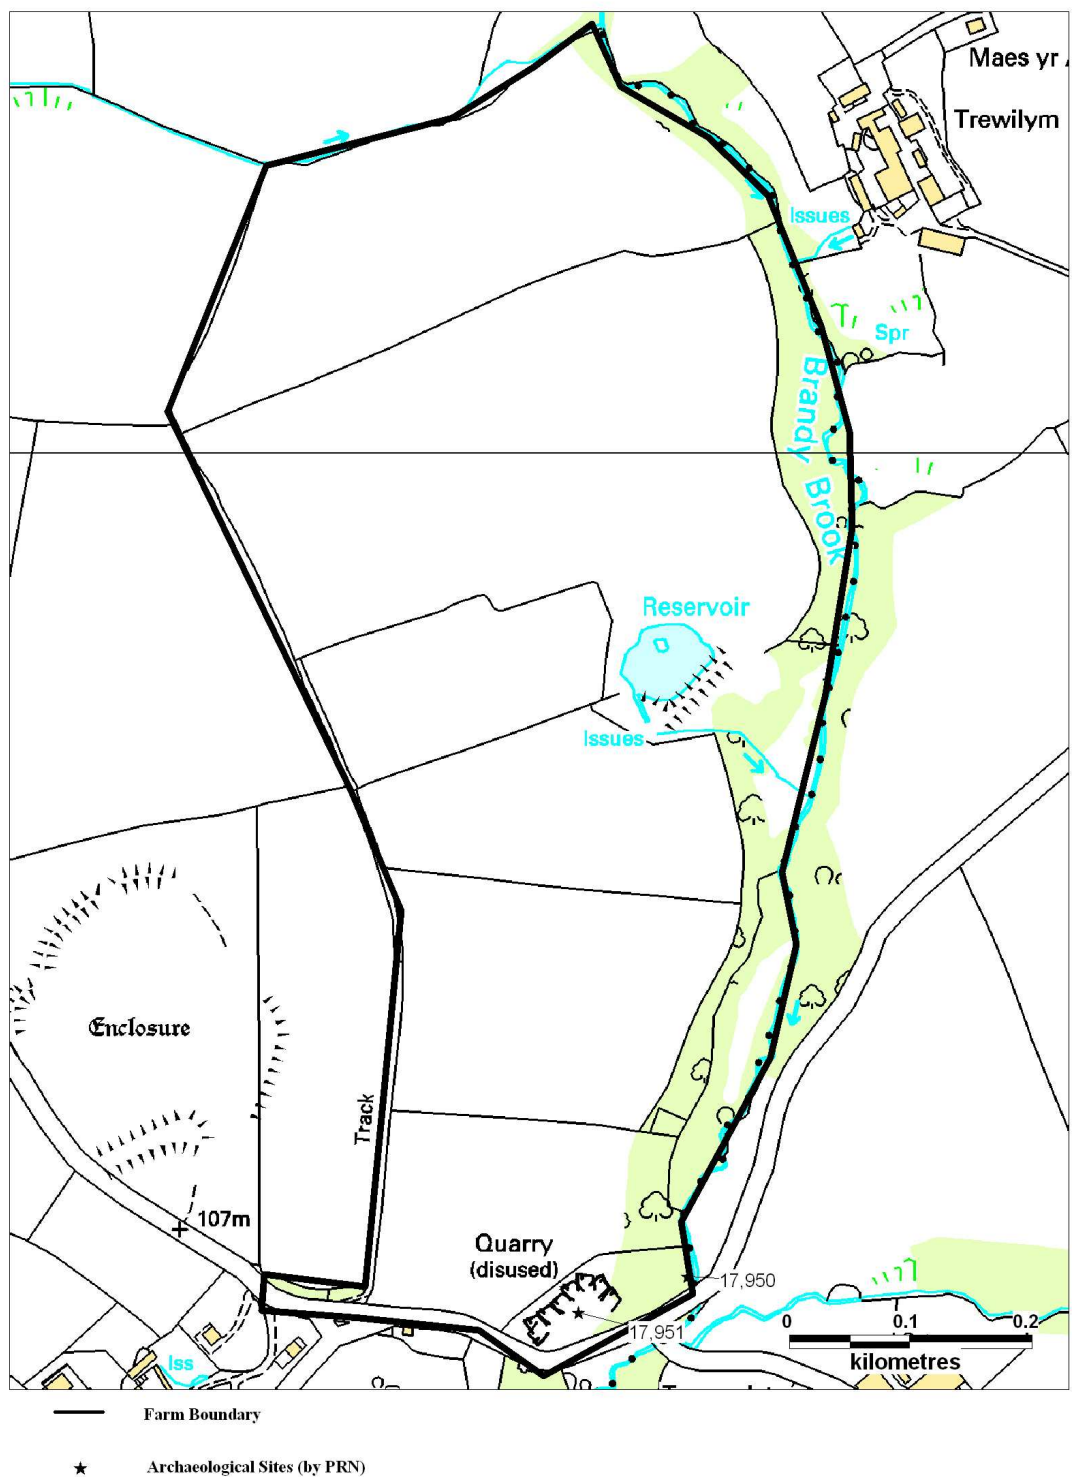 Maes yr
Trewilym
Issues
Spr
Brandy Brook
Reservoir
Issues
Enclosure
Track
107m
Quarry
(disused)
17,950
17,951
0 0.1 0.2
kilometres
Iss
Farm Boundary
Archaeological Sites (by PRN)